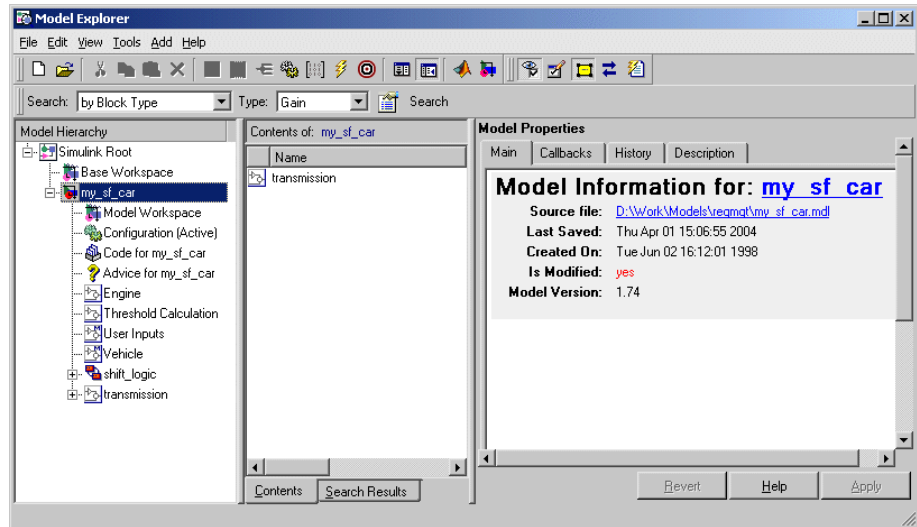 Model Explorer
File Edit View Tools Add Help
Search: by Block Type Type: Gain Search
Model Hierarchy
Simulink Root
Base Workspace
my_sf_car
Model Workspace
Configuration (Active)
Code for my_sf_car
Advice for my_sf_car
Engine
Threshold Calculation
User Inputs
Vehicle
shift_logic
transmission
Contents of: my_sf_car
Name
transmission
Contents Search Results
Model Properties
Main Callbacks History Description
Model Information for: my_sf_car
Source file: D:\Work\Models\reqmgt\my_sf_car.mdl
Last Saved: Thu Apr 01 15:06:55 2004
Created On: Tue Jun 02 16:12:01 1998
Is Modified: yes
Model Version: 1.74
Revert Help Apply